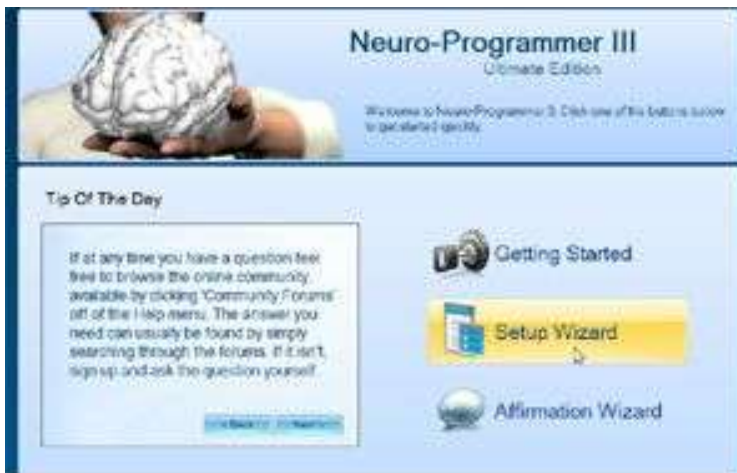 Neuro-Programmer III
Ultimate Edition
Welcome to Neuro-Programmer 3. Click one of the buttons below
to get started quickly.
Tip Of The Day
If at any time you have a question feel
free to browse the online community,
available by clicking 'Community Forums'
off of the Help menu. The answer you
need can usually be found by simply
searching through the forums. If it isn't,
sign up and ask the question yourself.
< Back
Next >
Getting Started
Setup Wizard
Affirmation Wizard